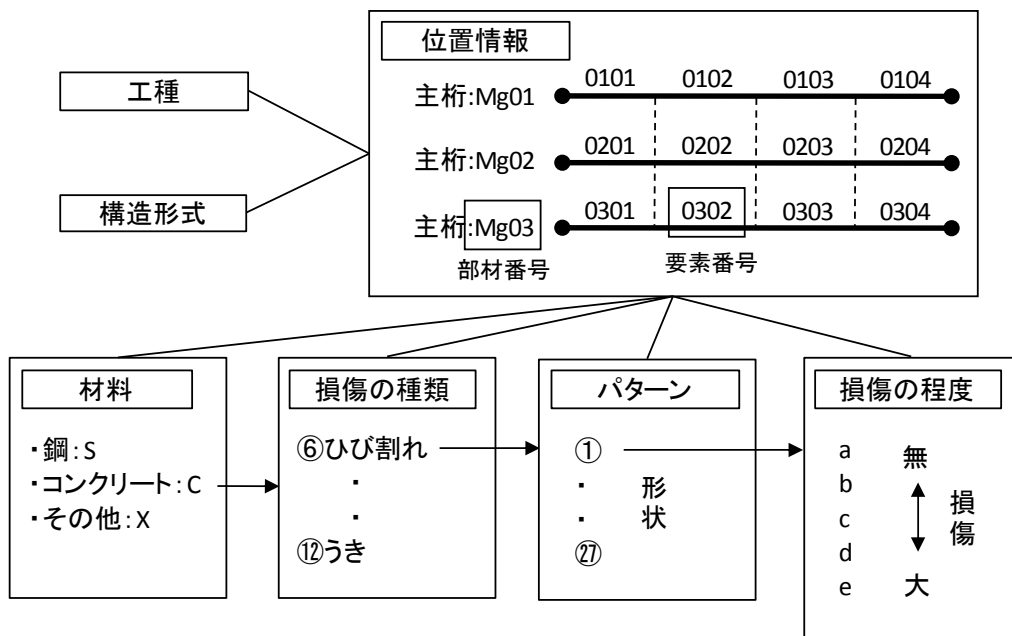 位置情報
工種
構造形式
主桁:Mg01
0101 0102 0103 0104
主桁:Mg02
0201 0202 0203 0204
主桁:Mg03
0301 0302 0303 0304
部材番号
要素番号
材料
・鋼:S
・コンクリート:C
・その他:X
損傷の種類
⑥ひび割れ
・
・
⑫うき
パターン
①
・
・
㉗
形状
損傷の程度
a
b
c
d
e
無
大
損傷